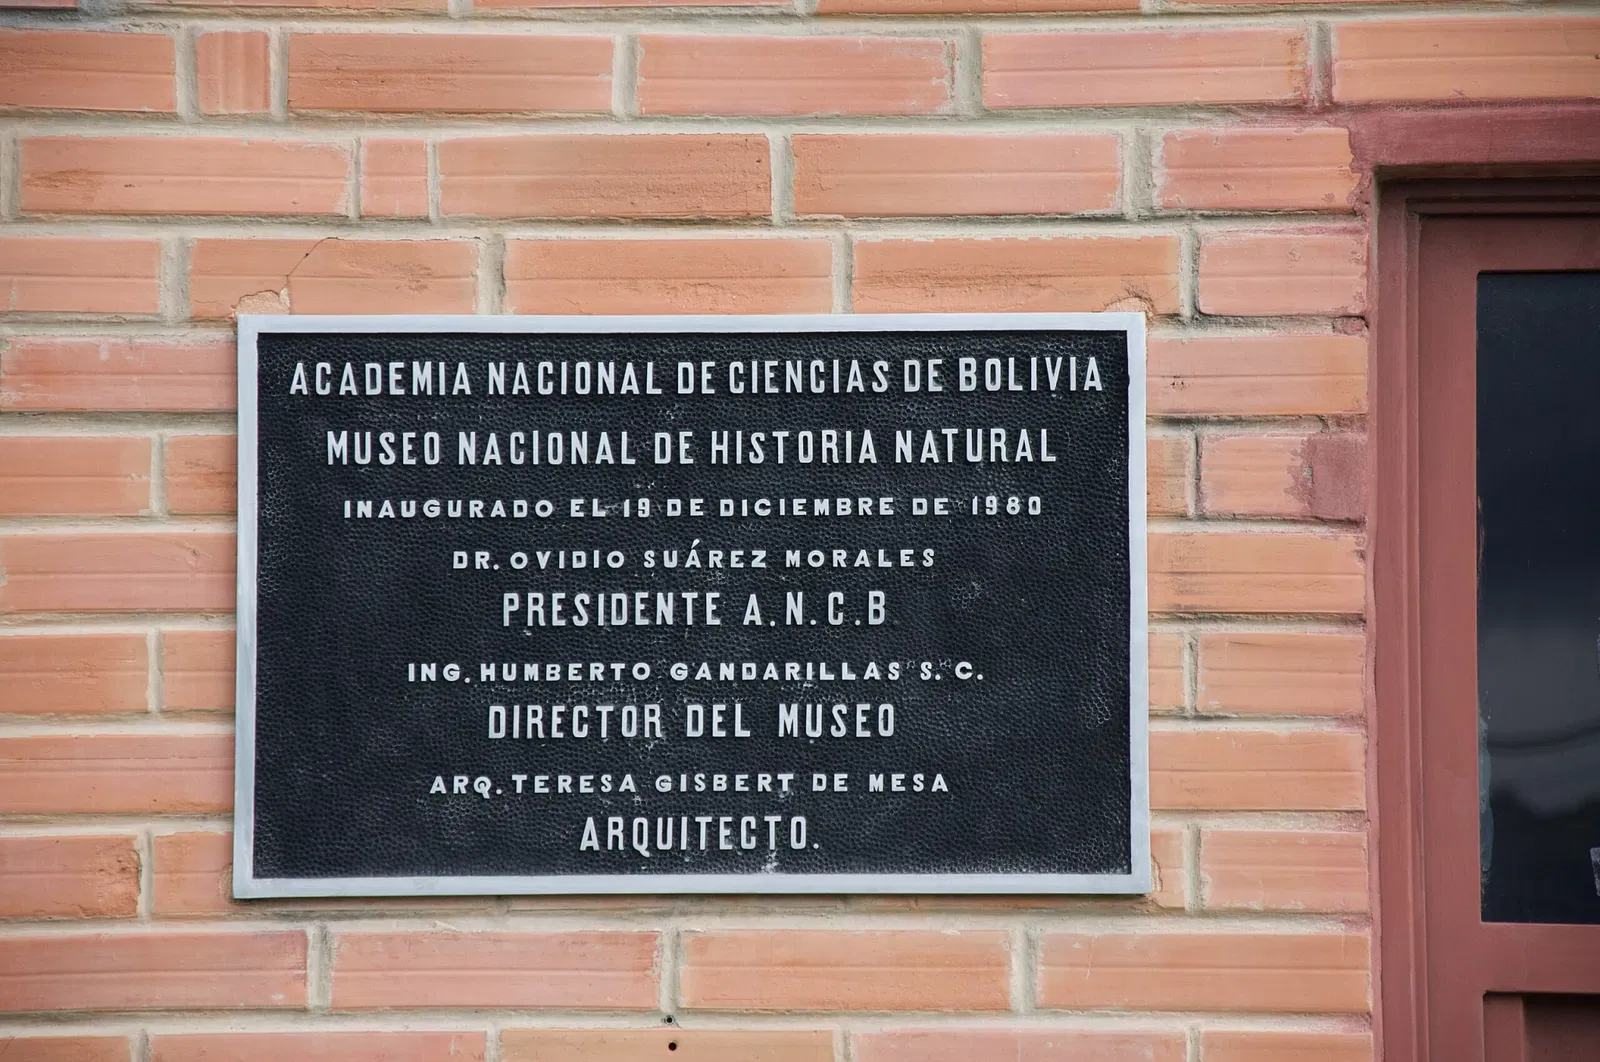 ACADEMIA NACIONAL DE CIENCIAS DE BOLIVIA
MUSEO NACIONAL DE HISTORIA NATURAL
INAUGURADO EL 19 DE DICIEMBRE DE 1980
DR. OVIDIO SUÁREZ MORALES
PRESIDENTE A.N.C.B
ING. HUMBERTO GANDARILLAS S. C.
DIRECTOR DEL MUSEO
ARQ. TERESA GISBERT DE MESA
ARQUITECTO.